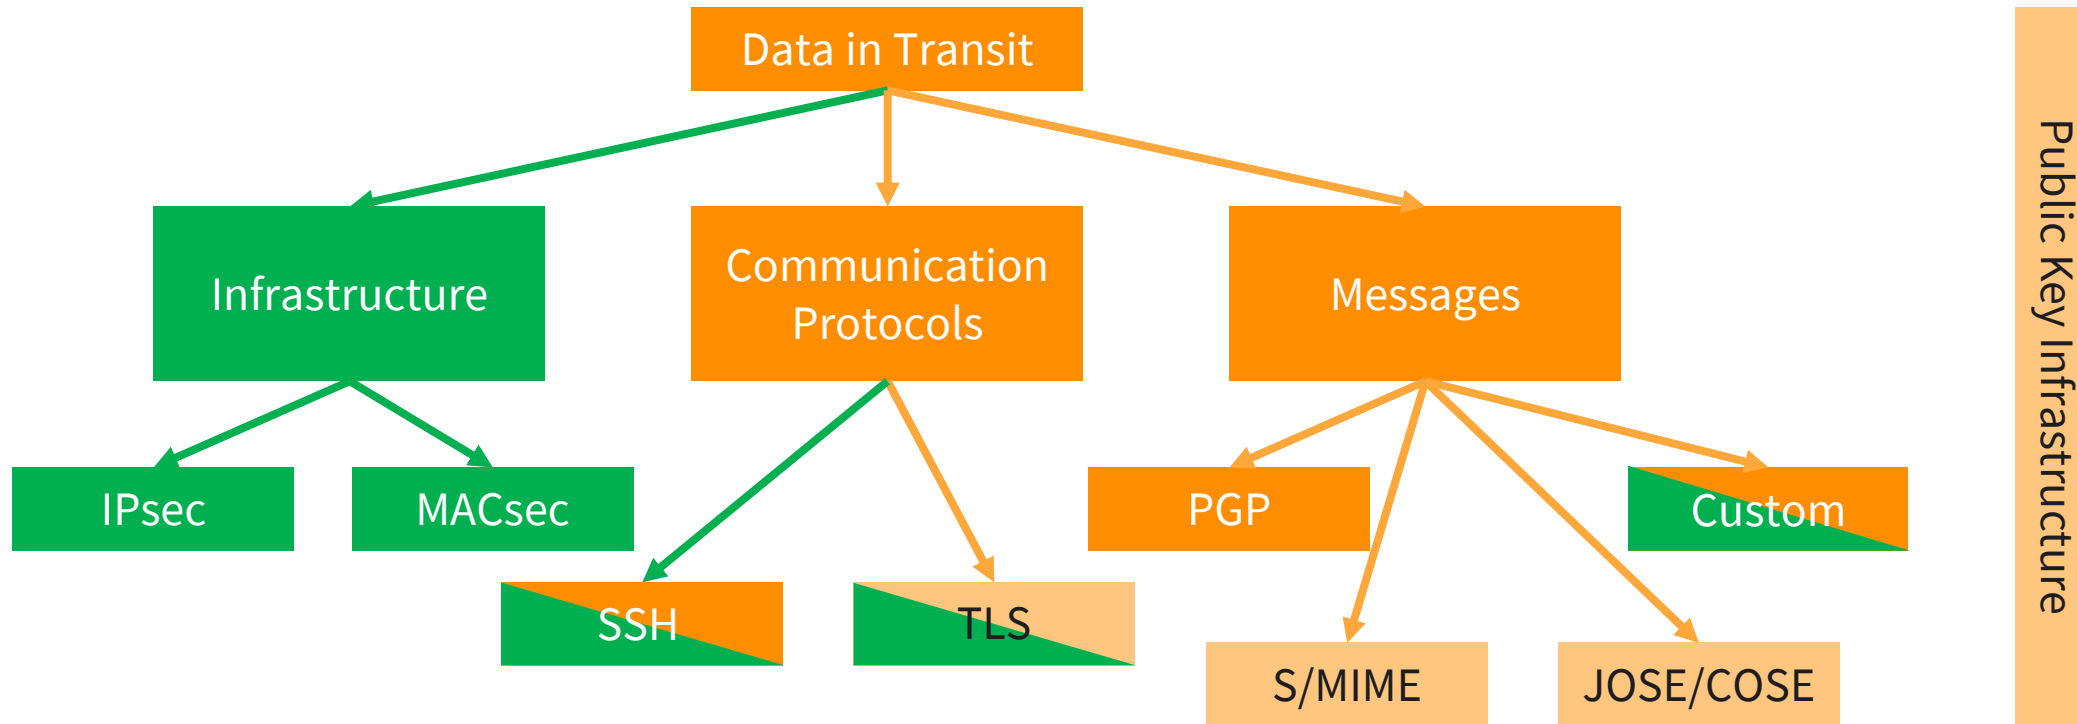 Data in Transit
Infrastructure
Communication
Protocols
Messages
IPsec
MACsec
PGP
Custom
SSH
TLS
S/MIME
JOSE/COSE
Public Key Infrastructure